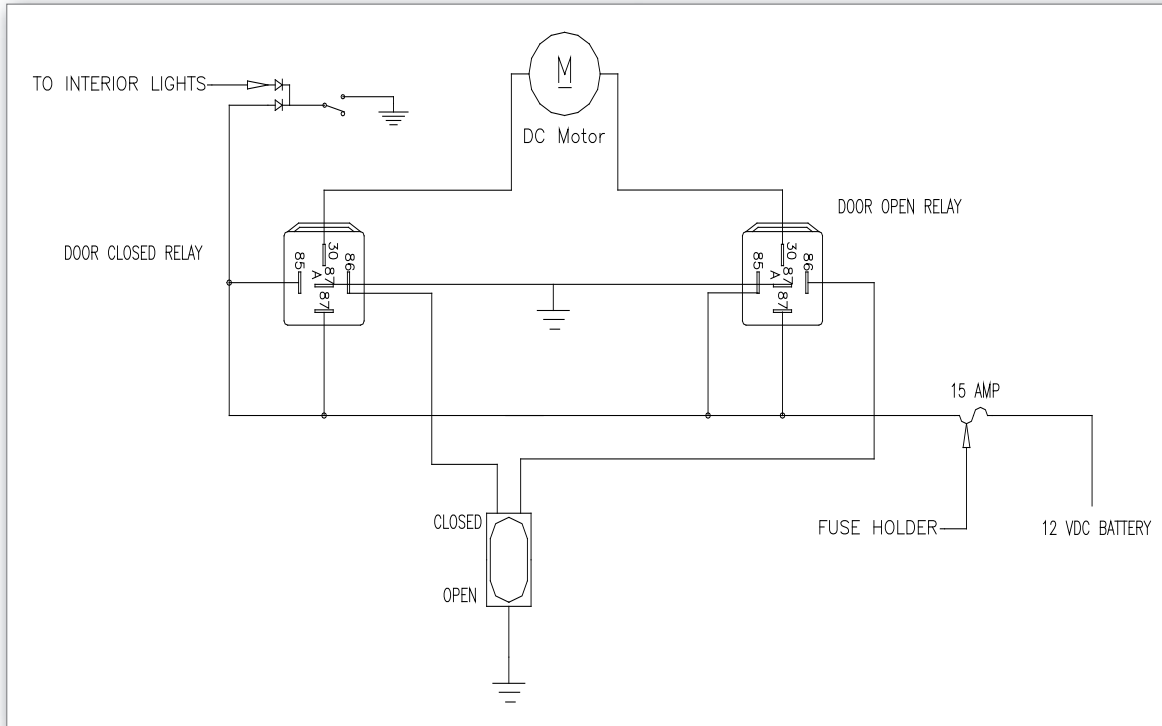 TO INTERIOR LIGHTS
M
DC Motor
DOOR OPEN RELAY
DOOR CLOSED RELAY
30
85
86
87
A
87
30
85
86
87
A
87
15 AMP
CLOSED
FUSE HOLDER
12 VDC BATTERY
OPEN